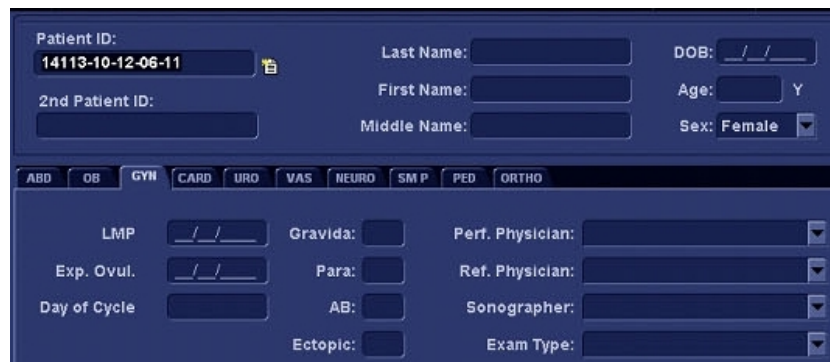 Patient ID:
14113-10-12-06-11
2nd Patient ID:
Last Name:
First Name:
Middle Name:
DOB: __/__/____
Age: Y
Sex: Female
ABD OB GYN CARD URO VAS NEURO SM P PED ORTHO
LMP __/__/____
Exp. Ovul. __/__/____
Day of Cycle
Gravida:
Para:
AB:
Ectopic:
Perf. Physician:
Ref. Physician:
Sonographer:
Exam Type: